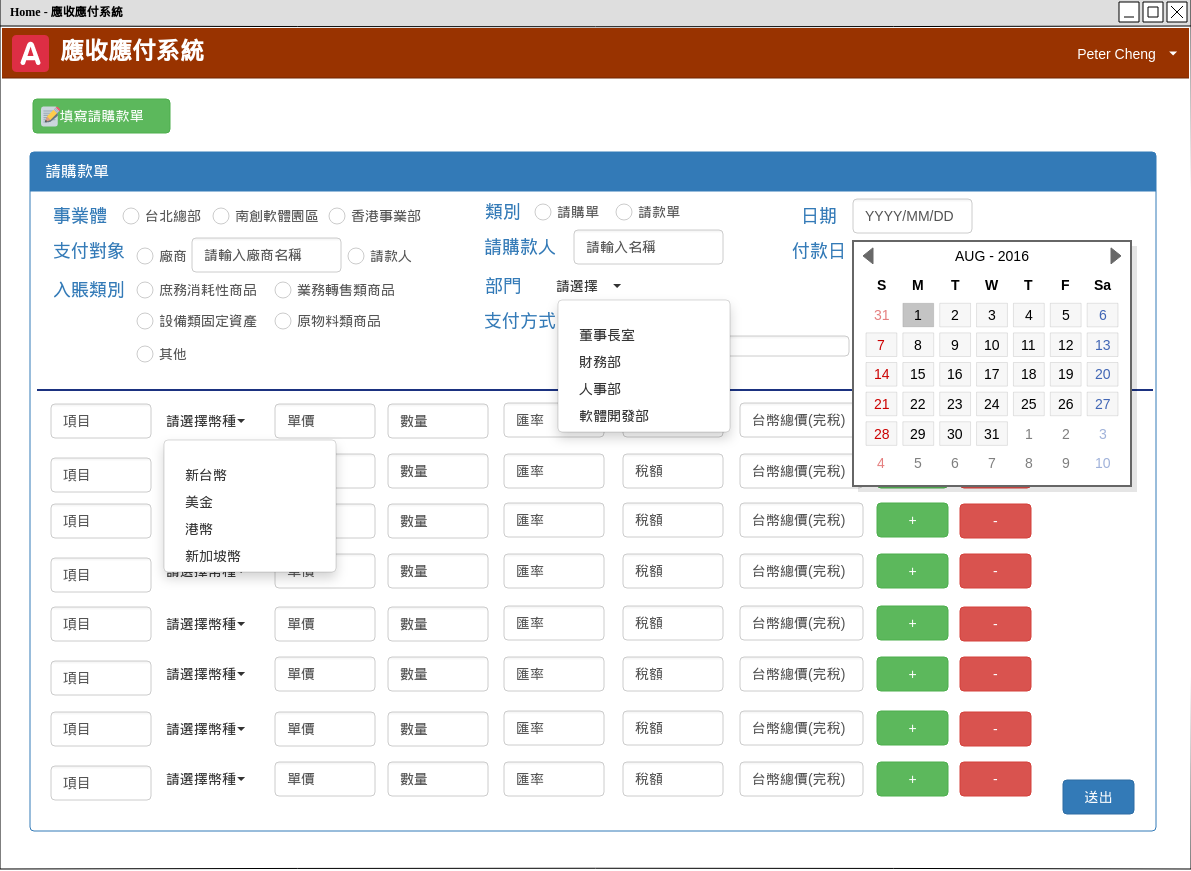 Home - 應收應付系統
A 應收應付系統
Peter Cheng
填寫請購款單
請購款單
事業體 台北總部 南創軟體園區 香港事業部
類別 請購單 請款單
日期 YYYY/MM/DD
支付對象 廠商 請輸入廠商名稱 請款人
請購款人 請輸入名稱
付款日
入賬類別 庶務消耗性商品 業務轉售類商品
設備類固定資產 原物料類商品
其他
部門 請選擇
支付方式
董事長室
財務部
人事部
軟體開發部
AUG - 2016
S M T W T F Sa
31 1 2 3 4 5 6
7 8 9 10 11 12 13
14 15 16 17 18 19 20
21 22 23 24 25 26 27
28 29 30 31 1 2 3
4 5 6 7 8 9 10
項目 請選擇幣種 單價 數量 匯率 台幣總價(完稅)
新台幣
美金
港幣
新加坡幣
項目 數量 匯率 稅額 台幣總價(完稅)
項目 數量 匯率 稅額 台幣總價(完稅) + -
項目 請選擇幣種 單價 數量 匯率 稅額 台幣總價(完稅) + -
項目 請選擇幣種 單價 數量 匯率 稅額 台幣總價(完稅) + -
項目 請選擇幣種 單價 數量 匯率 稅額 台幣總價(完稅) + -
項目 請選擇幣種 單價 數量 匯率 稅額 台幣總價(完稅) + -
項目 請選擇幣種 單價 數量 匯率 稅額 台幣總價(完稅) + -
送出